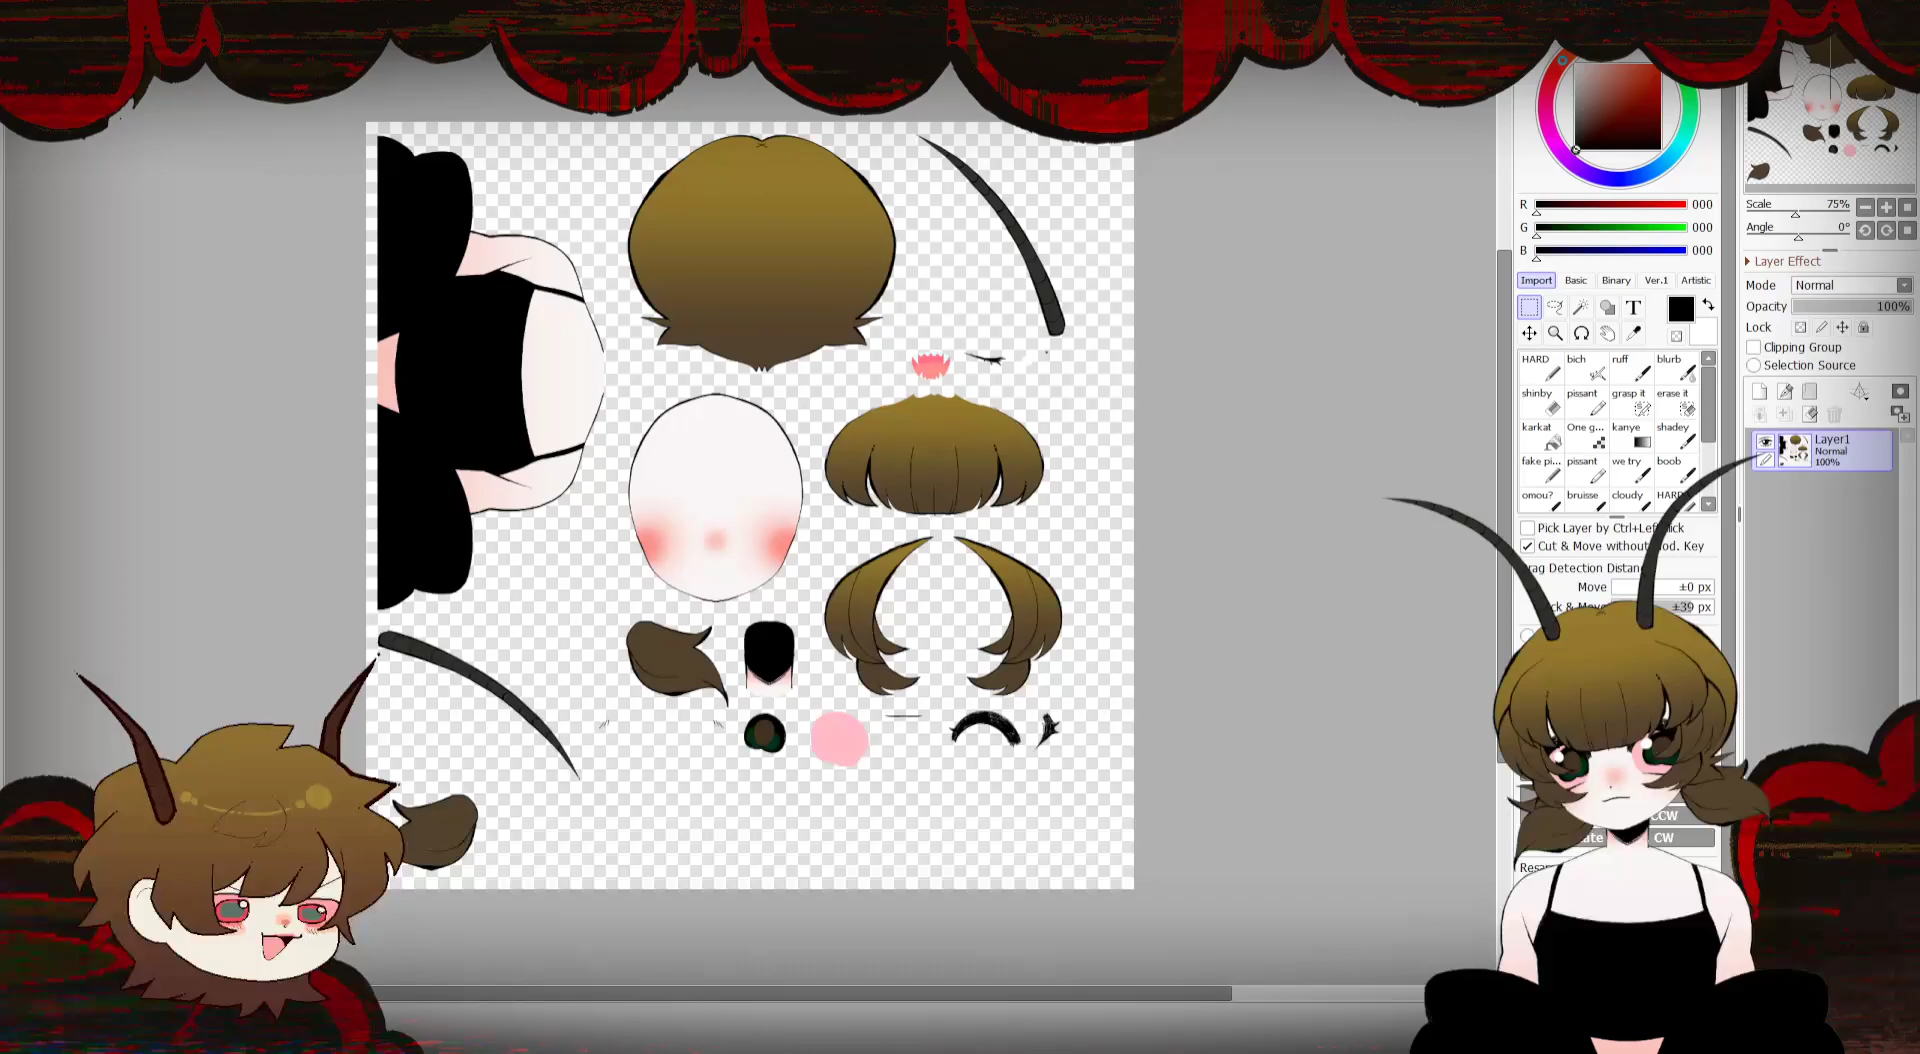 Scale 75%
Angle 0°
Layer Effect
Mode Normal
Opacity 100%
Lock
Clipping Group
Selection Source
Layer1
Normal
100%
R 000
G 000
B 000
Import Basic Binary Ver.1 Artistic
T
HARD bich ruff blurb
shinby pissant grasp it erase it
karkat One g... kanye shadey
fake pi... pissant we try boob
omou? bruisse cloudy HARD
Pick Layer by Ctrl+Left
Cut & Move without
Key
Move ±0 px
±39 px
CCW
CW